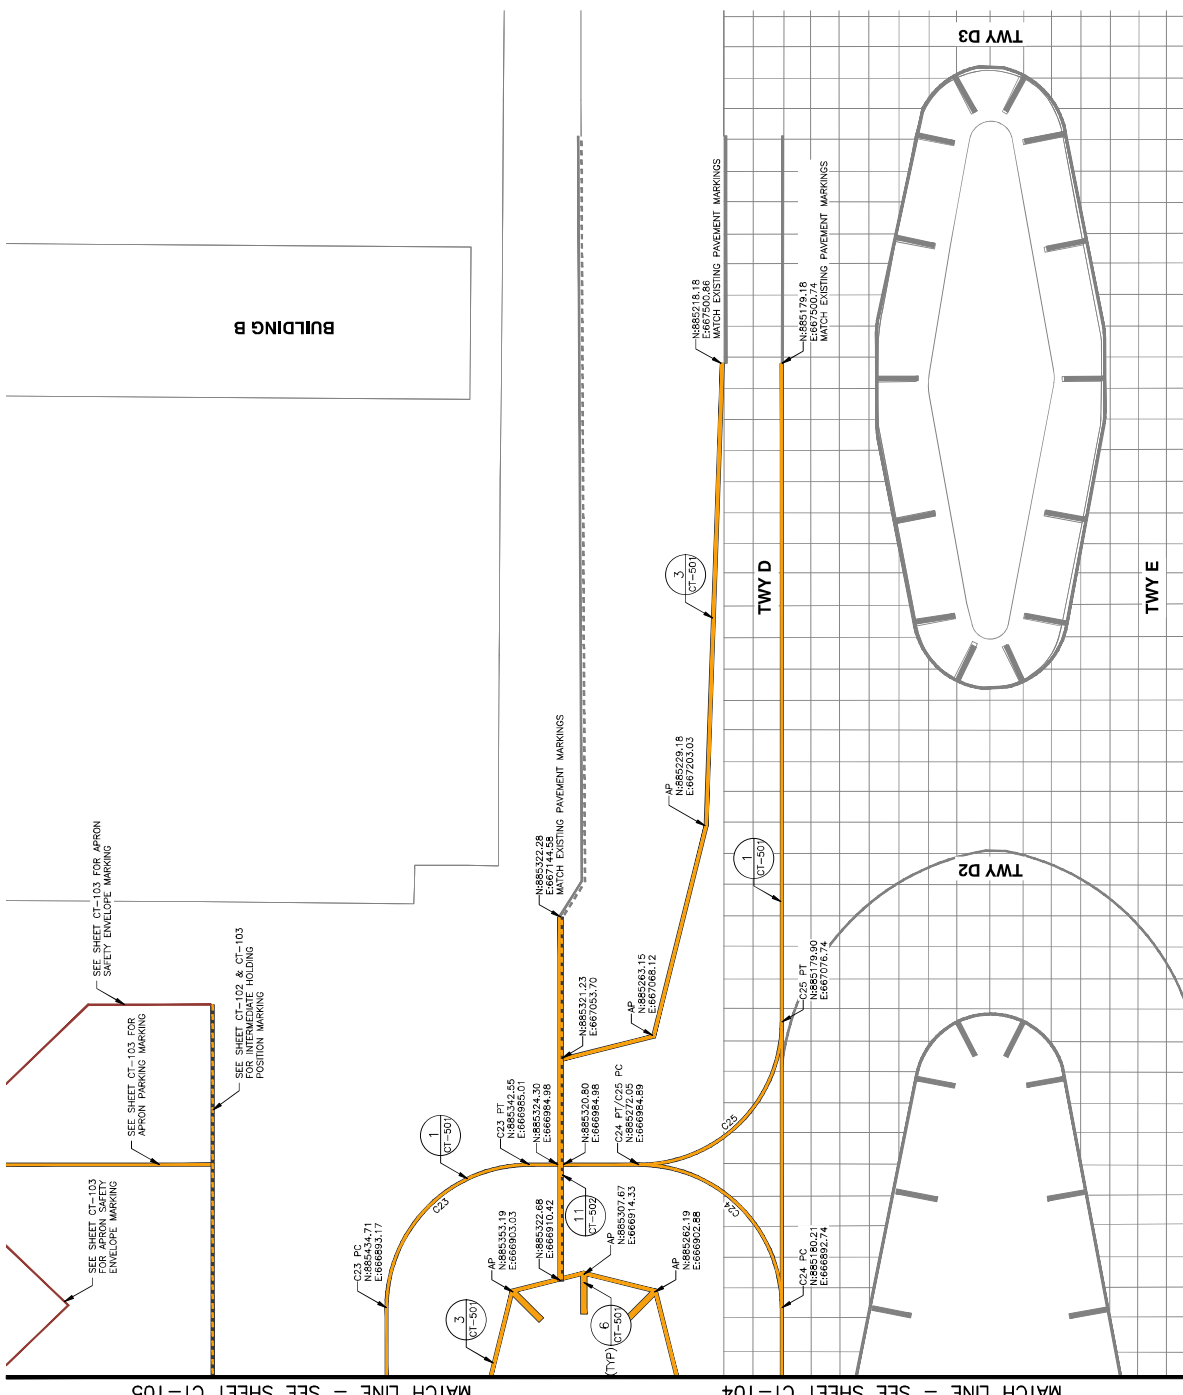 TWY D3
BUILDING B
N:885218.18
E:667500.86
MATCH EXISTING PAVEMENT MARKINGS
N:885179.18
E:667500.74
MATCH EXISTING PAVEMENT MARKINGS
3
CT-501
TWY D
TWY E
AP
N:885229.18
E:667203.03
N:885322.28
E:667144.58
MATCH EXISTING PAVEMENT MARKINGS
1
CT-501
TWY D2
SEE SHEET CT-103 FOR APRON
SAFETY ENVELOPE MARKING
SEE SHEET CT-102 & CT-103
FOR INTERMEDIATE HOLDING
POSITION MARKING
SEE SHEET CT-103 FOR
APRON PARKING MARKING
SEE SHEET CT-103
FOR APRON SAFETY
ENVELOPE MARKING
N:885321.23
E:667053.70
AP
N:885263.15
E:667068.12
C25 PT
N:885179.90
E:667076.74
1
CT-501
C23
C23 PT
N:885342.55
E:666985.01
N:885324.30
E:666984.98
N:885320.80
E:666984.98
C24 PT/C25 PC
N:885272.05
E:666984.89
C25
C24
C23 PC
N:885434.71
E:666893.17
AP
N:885353.19
E:666903.03
N:885322.68
E:666910.42
11
CT-502
AP
N:885307.67
E:666914.33
AP
N:885262.19
E:666902.88
C24 PC
N:885180.21
E:666892.74
3
CT-501
6
CT-501
(TYP)
MATCH LINE - SEE SHEET CT-105
MATCH LINE - SEE SHEET CT-104